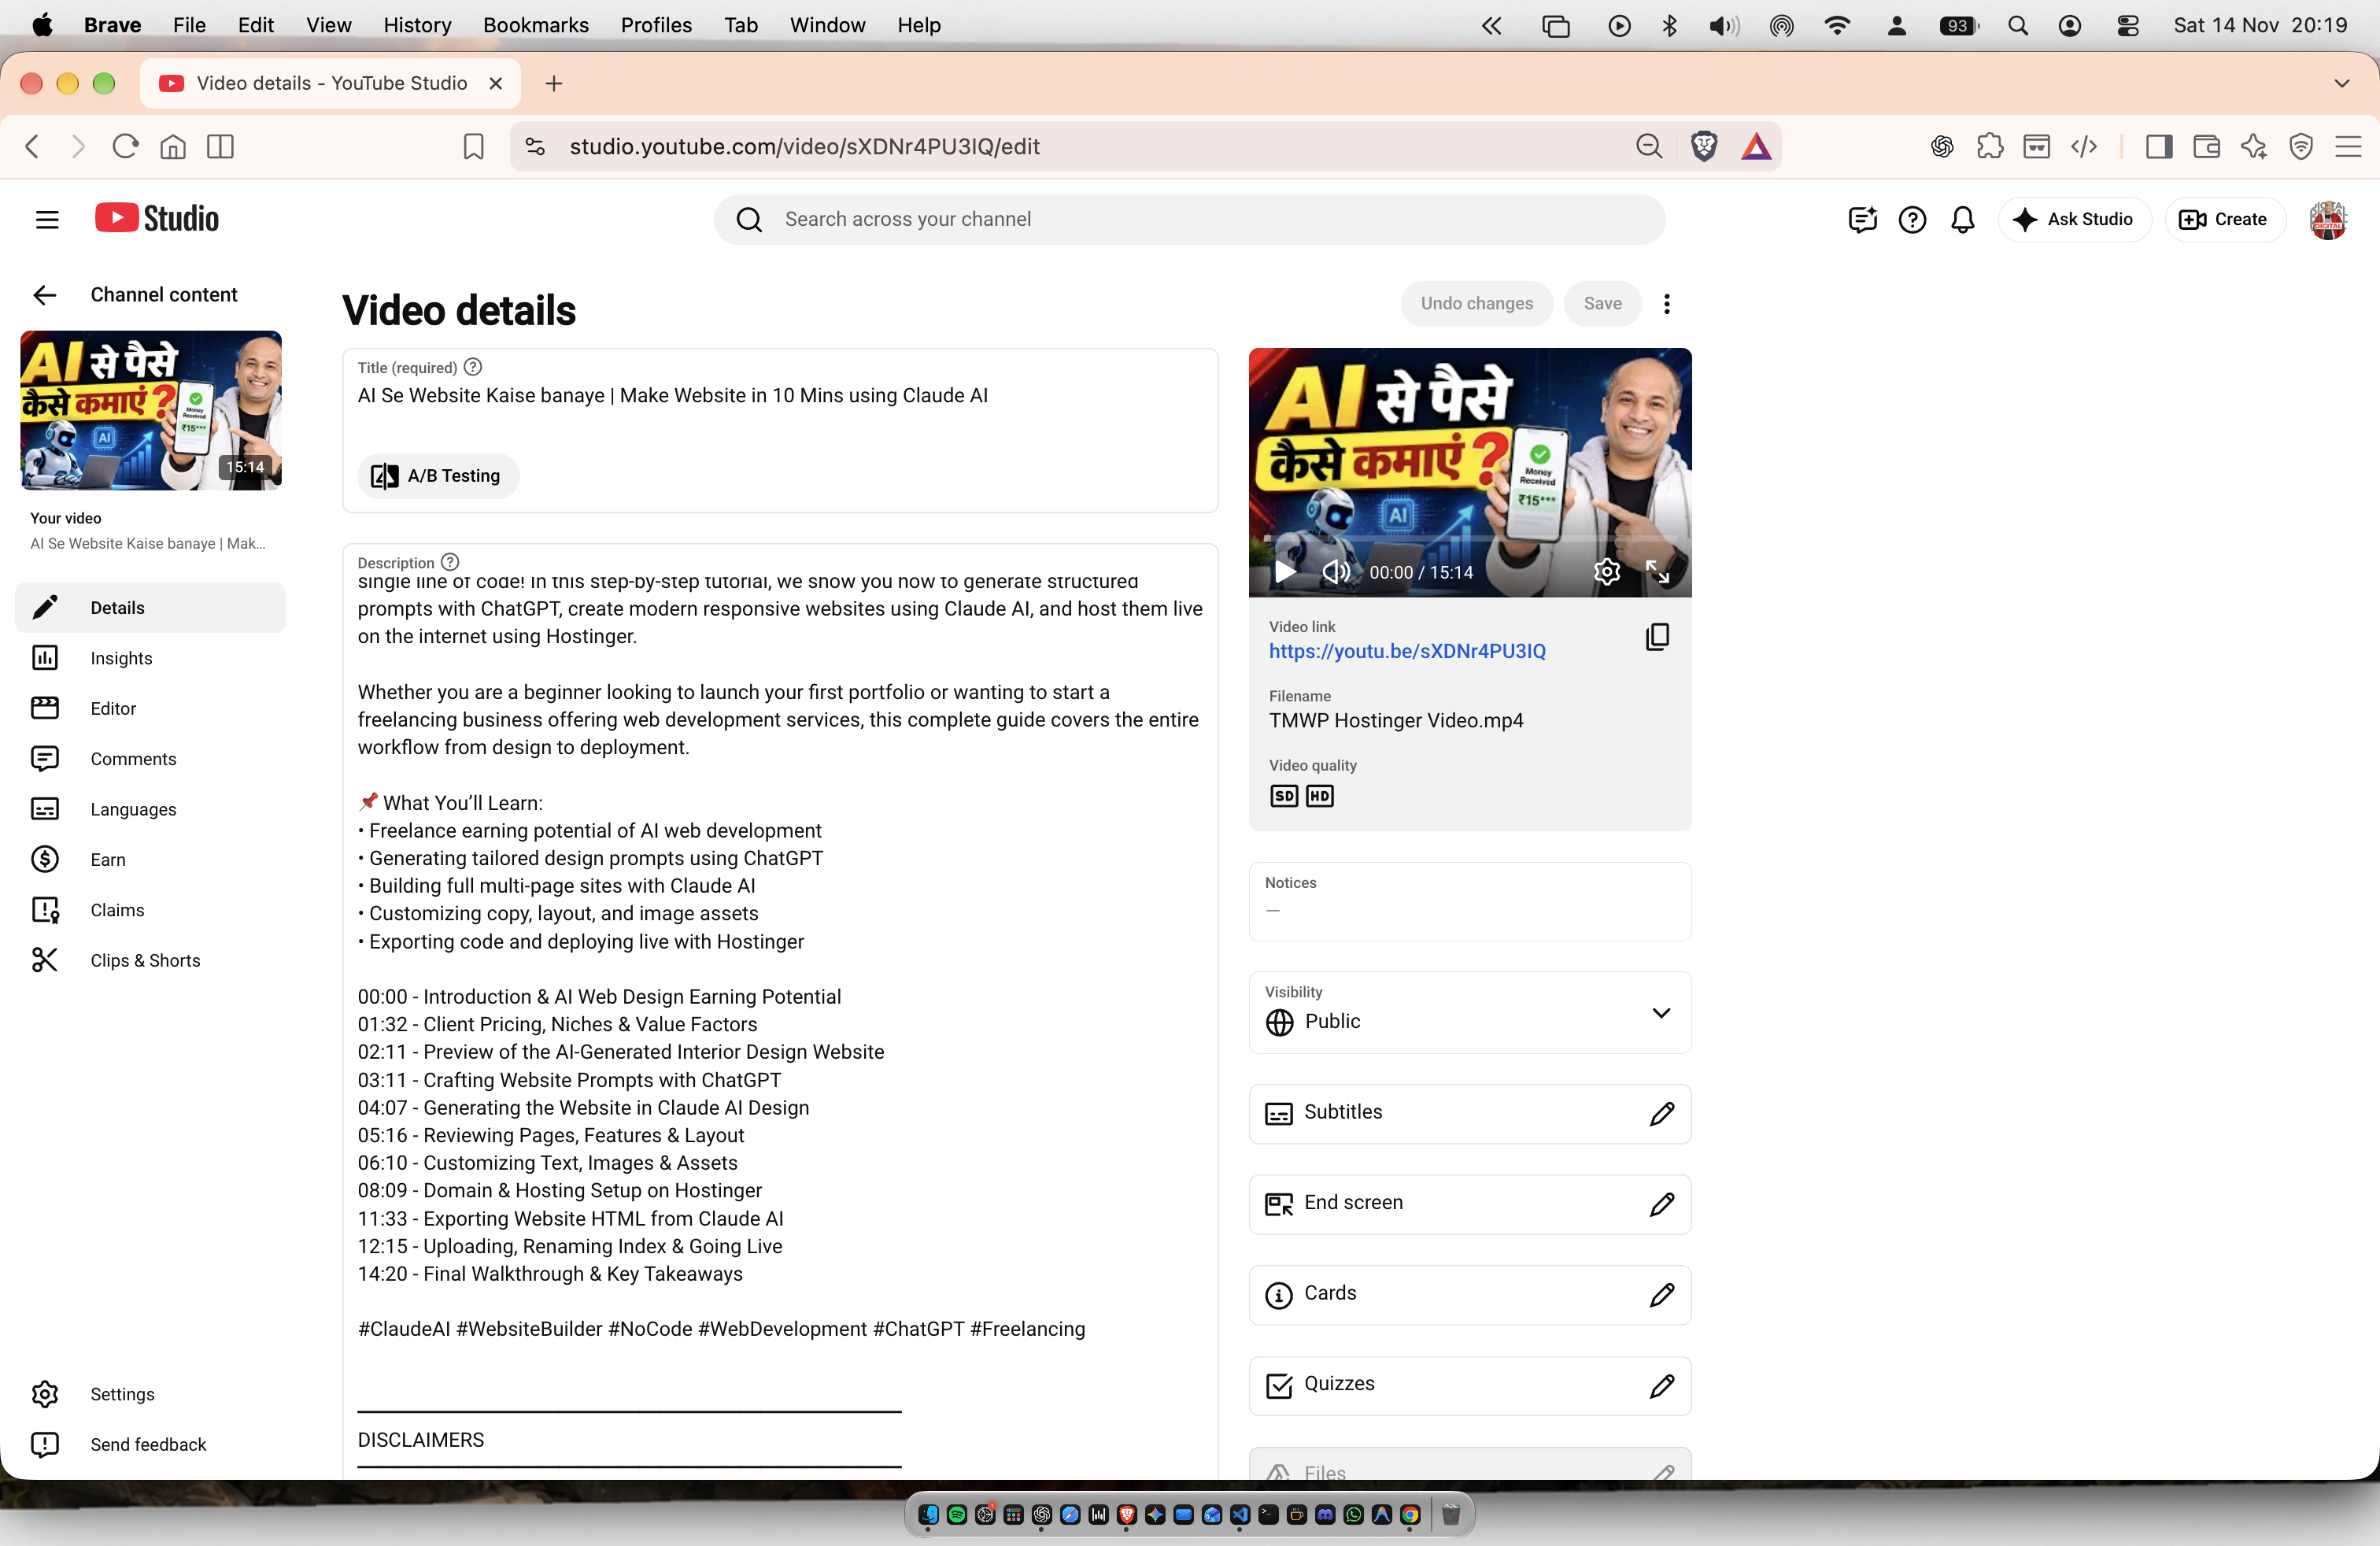 Brave File Edit View History Bookmarks Profiles Tab Window Help 93 Sat 14 Nov 20:19
Video details - YouTube Studio
studio.youtube.com/video/sXDNr4PU3IQ/edit
Studio
Search across your channel
Ask Studio
Create
Channel content
AI से पैसे
कैसे कमाएं ?
Money
Received
₹15***
AI
15:14
Your video
AI Se Website Kaise banaye | Mak...
Details
Insights
Editor
Comments
Languages
Earn
Claims
Clips & Shorts
Settings
Send feedback
Video details
Undo changes
Save
Title (required)
AI Se Website Kaise banaye | Make Website in 10 Mins using Claude AI
A/B Testing
Description
single line of code! In this step-by-step tutorial, we show you how to generate structured
prompts with ChatGPT, create modern responsive websites using Claude AI, and host them live
on the internet using Hostinger.
Whether you are a beginner looking to launch your first portfolio or wanting to start a
freelancing business offering web development services, this complete guide covers the entire
workflow from design to deployment.
📌 What You’ll Learn:
• Freelance earning potential of AI web development
• Generating tailored design prompts using ChatGPT
• Building full multi-page sites with Claude AI
• Customizing copy, layout, and image assets
• Exporting code and deploying live with Hostinger
00:00 - Introduction & AI Web Design Earning Potential
01:32 - Client Pricing, Niches & Value Factors
02:11 - Preview of the AI-Generated Interior Design Website
03:11 - Crafting Website Prompts with ChatGPT
04:07 - Generating the Website in Claude AI Design
05:16 - Reviewing Pages, Features & Layout
06:10 - Customizing Text, Images & Assets
08:09 - Domain & Hosting Setup on Hostinger
11:33 - Exporting Website HTML from Claude AI
12:15 - Uploading, Renaming Index & Going Live
14:20 - Final Walkthrough & Key Takeaways
#ClaudeAI #WebsiteBuilder #NoCode #WebDevelopment #ChatGPT #Freelancing
DISCLAIMERS
AI से पैसे
कैसे कमाएं ?
Money
Received
₹15***
AI
00:00 / 15:14
Video link
https://youtu.be/sXDNr4PU3IQ
Filename
TMWP Hostinger Video.mp4
Video quality
SD HD
Notices
—
Visibility
Public
Subtitles
End screen
Cards
Quizzes
Files